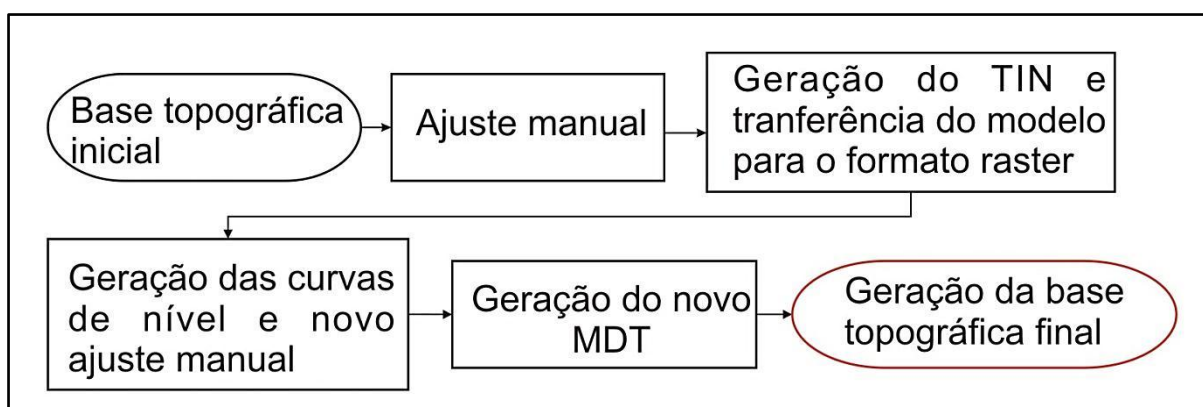 Base topográfica
inicial
Ajuste manual
Geração do TIN e
tranferência do modelo
para o formato raster
Geração das curvas
de nível e novo
ajuste manual
Geração do novo
MDT
Geração da base
topográfica final